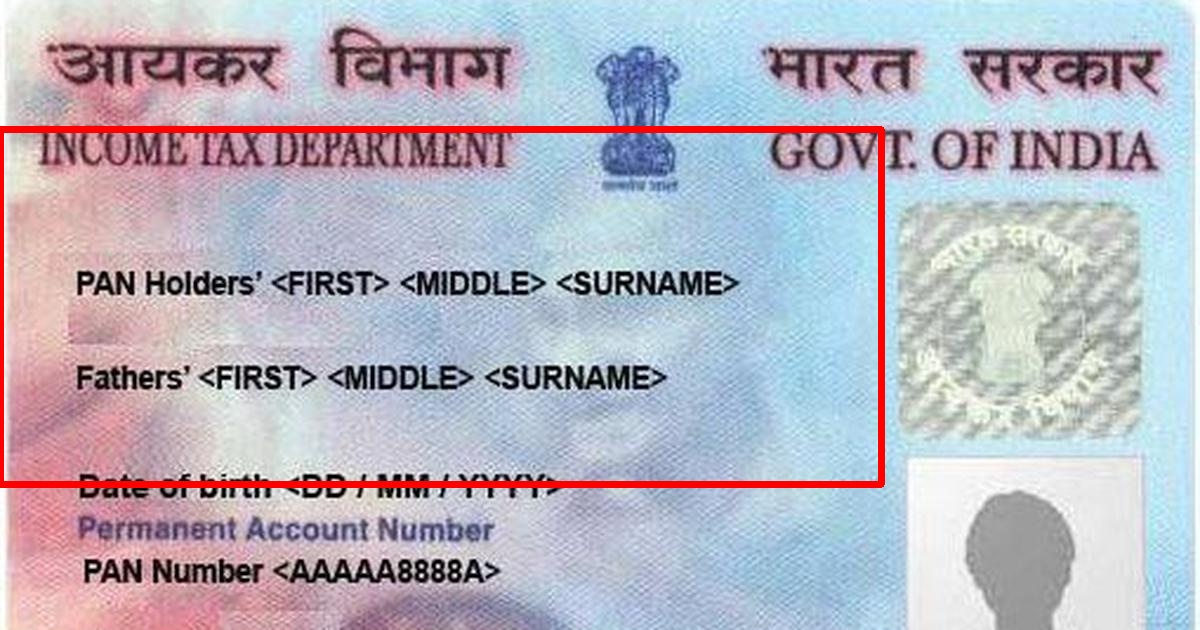 आयकर विभाग भारत सरकार
INCOME TAX DEPARTMENT GOVT. OF INDIA
सत्यमेव जयते
PAN Holders’ <FIRST> <MIDDLE> <SURNAME>
Fathers’ <FIRST> <MIDDLE> <SURNAME>
Date of birth <DD / MM / YYYY>
Permanent Account Number
PAN Number <AAAAA8888A>
भारत सरकार